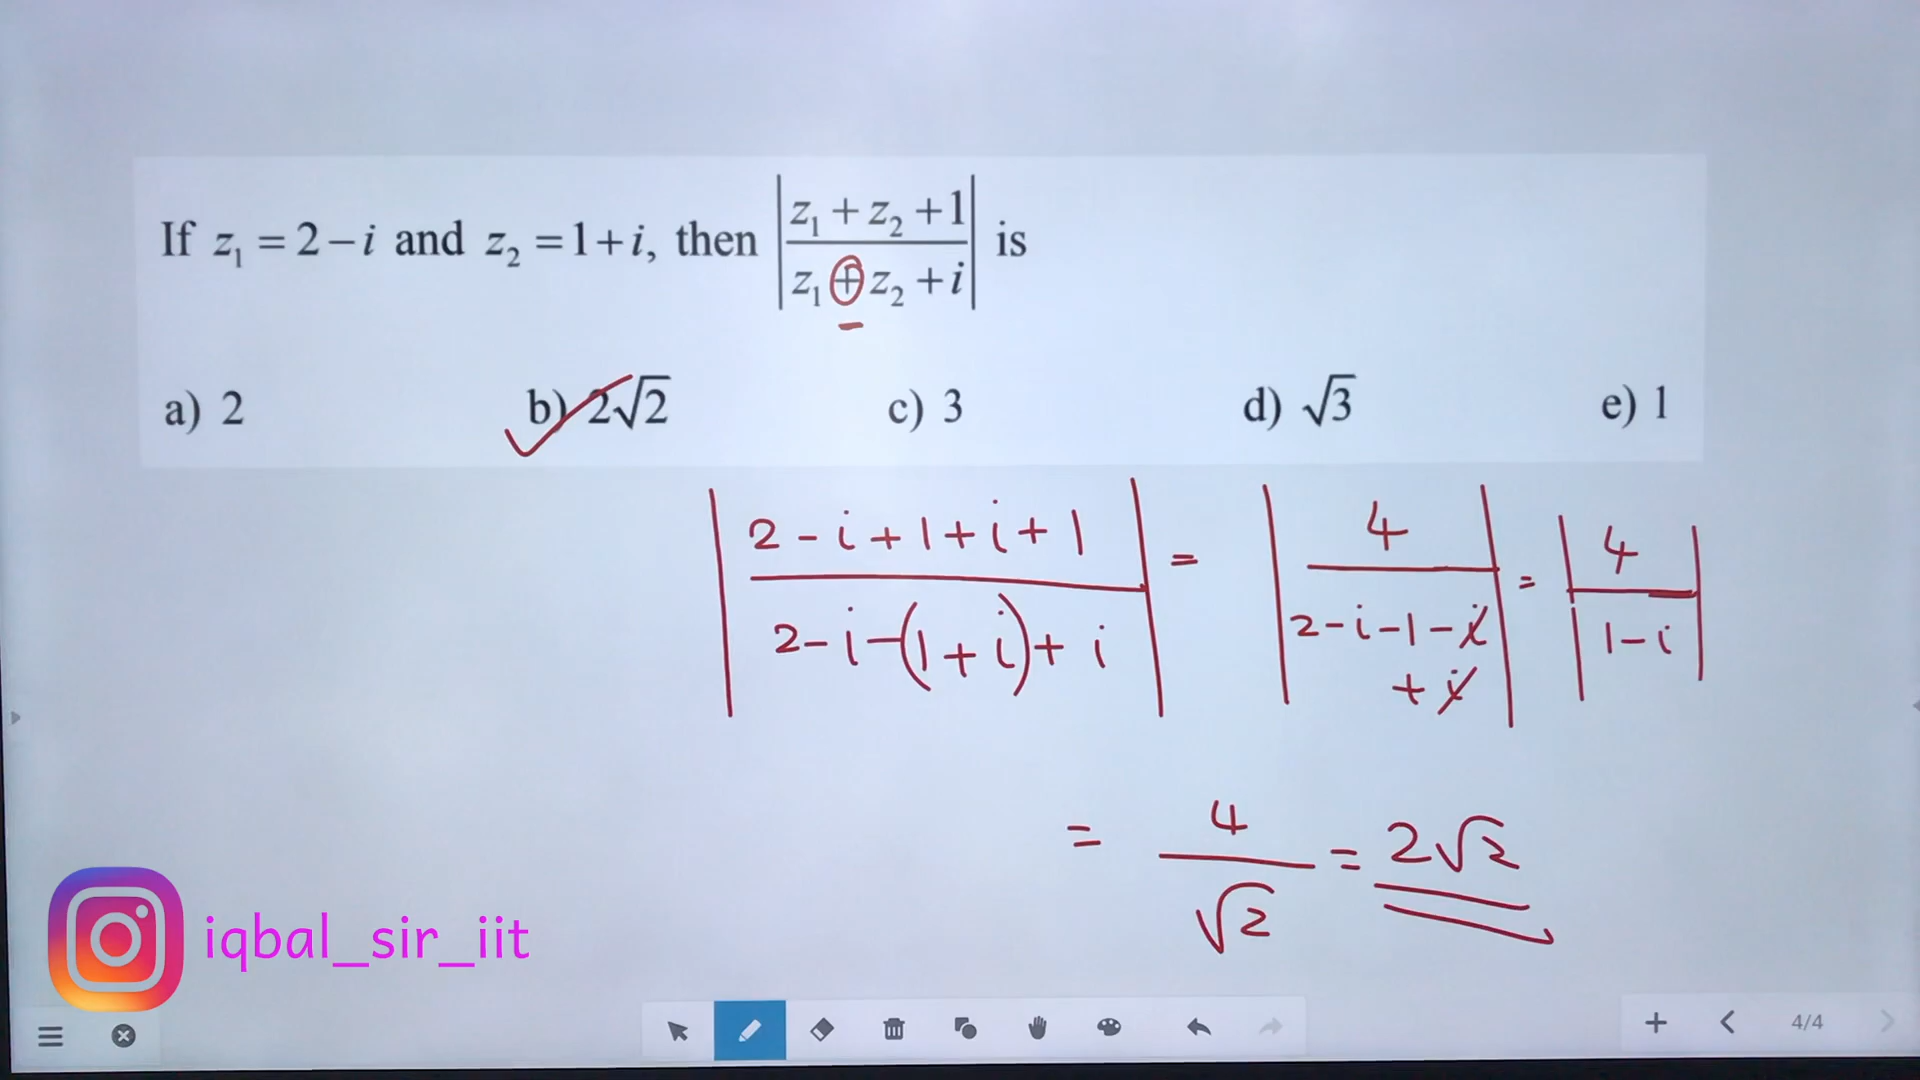 If z₁ = 2 − i and z₂ = 1 + i, then |(z₁ + z₂ + 1)/(z₁ + z₂ + i)| is
−
a) 2 b) 2√2 c) 3 d) √3 e) 1
|(2 - i + 1 + i + 1)/(2 - i - (1 + i) + i)| = |4/(2 - i - 1 - i + i)| = |4/(1 - i)|
= 4/√2 = 2√2
iqbal_sir_iit
4/4